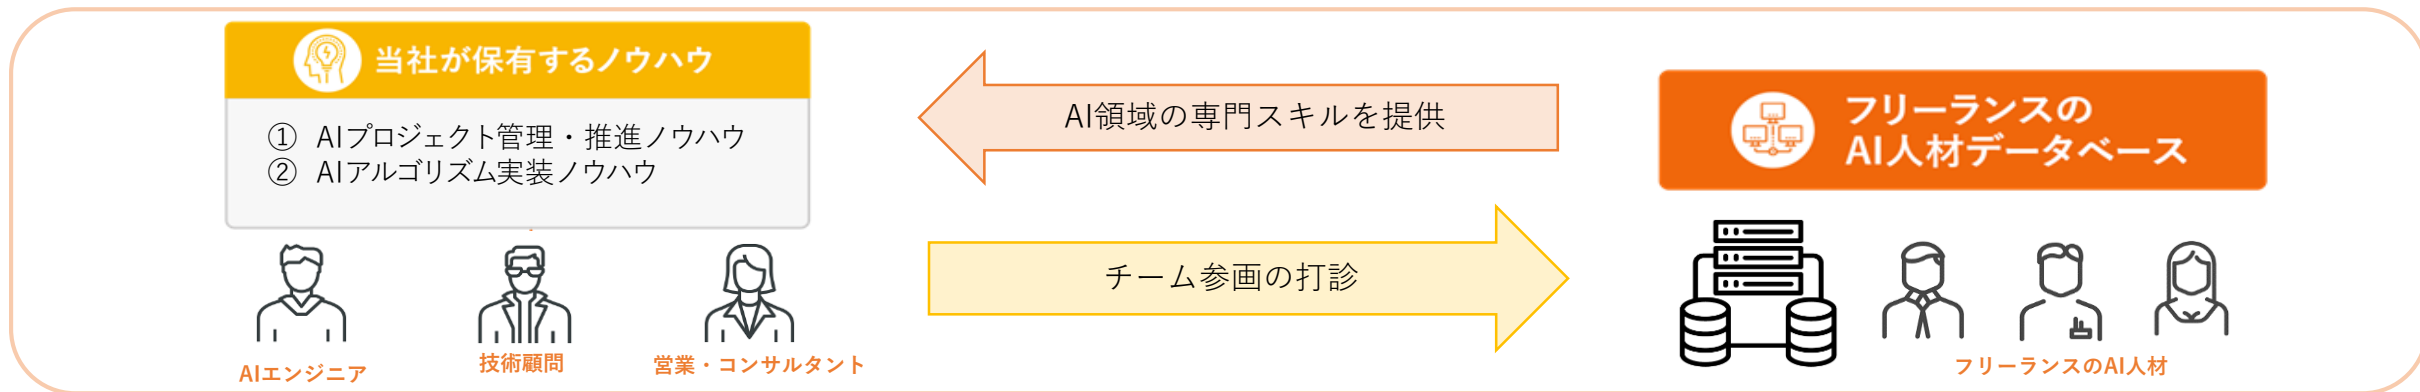 当社が保有するノウハウ
① AIプロジェクト管理・推進ノウハウ
② AIアルゴリズム実装ノウハウ
AIエンジニア
技術顧問
営業・コンサルタント
AI領域の専門スキルを提供
チーム参画の打診
フリーランスの
AI人材データベース
フリーランスのAI人材